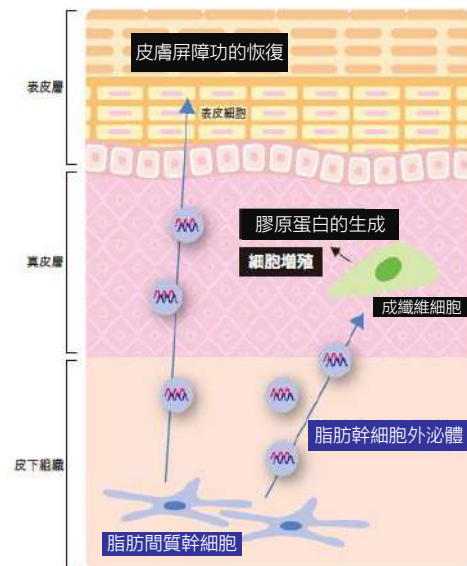 皮膚屏障功的恢復
表皮層
表皮細胞
膠原蛋白的生成
細胞增殖
真皮層
成纖維細胞
脂肪幹細胞外泌體
皮下組織
脂肪間質幹細胞